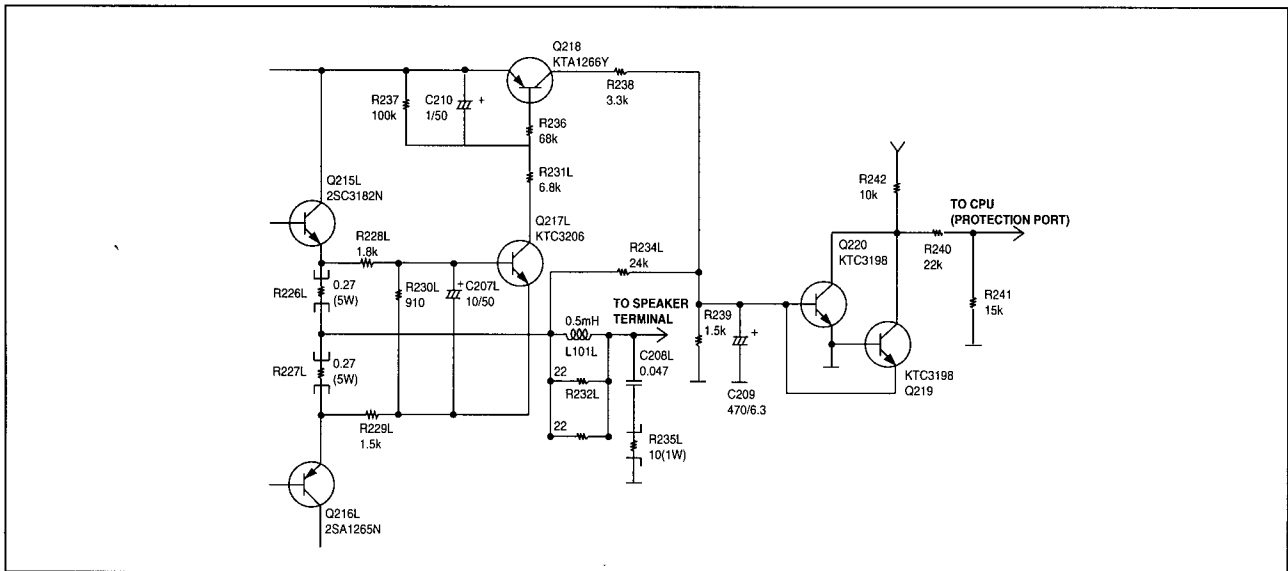 Q218
KTA1266Y
R238
3.3k
R237
100k
C210
1/50
+
R236
68k
R231L
6.8k
Q215L
2SC3182N
R228L
1.8k
Q217L
KTC3206
R234L
24k
R242
10k
TO CPU
(PROTECTION PORT)
Q220
KTC3198
R240
22k
R241
15k
R226L
0.27
(5W)
R230L
910
+
C207L
10/50
TO SPEAKER
TERMINAL
0.5mH
L101L
R239
1.5k
+
R227L
0.27
(5W)
C208L
0.047
22
R232L
KTC3198
Q219
C209
470/6.3
R229L
1.5k
22
R235L
10(1W)
Q216L
2SA1265N